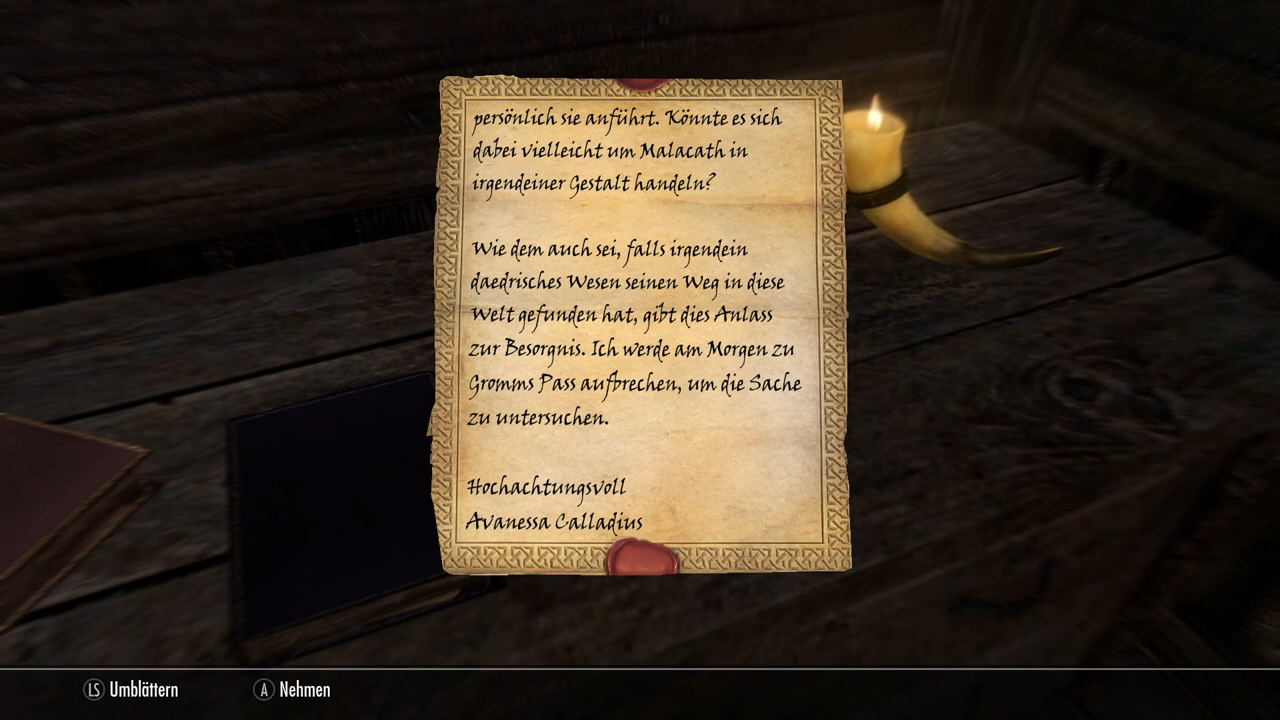 persönlich sie anführt. Könnte es sich
dabei vielleicht um Malacath in
irgendeiner Gestalt handeln?
Wie dem auch sei, falls irgendein
daedrisches Wesen seinen Weg in diese
Welt gefunden hat, gibt dies Anlass
zur Besorgnis. Ich werde am Morgen zu
Gromms Pass aufbrechen, um die Sache
zu untersuchen.
Hochachtungsvoll
Avanessa Calladius
LS Umblättern
A Nehmen